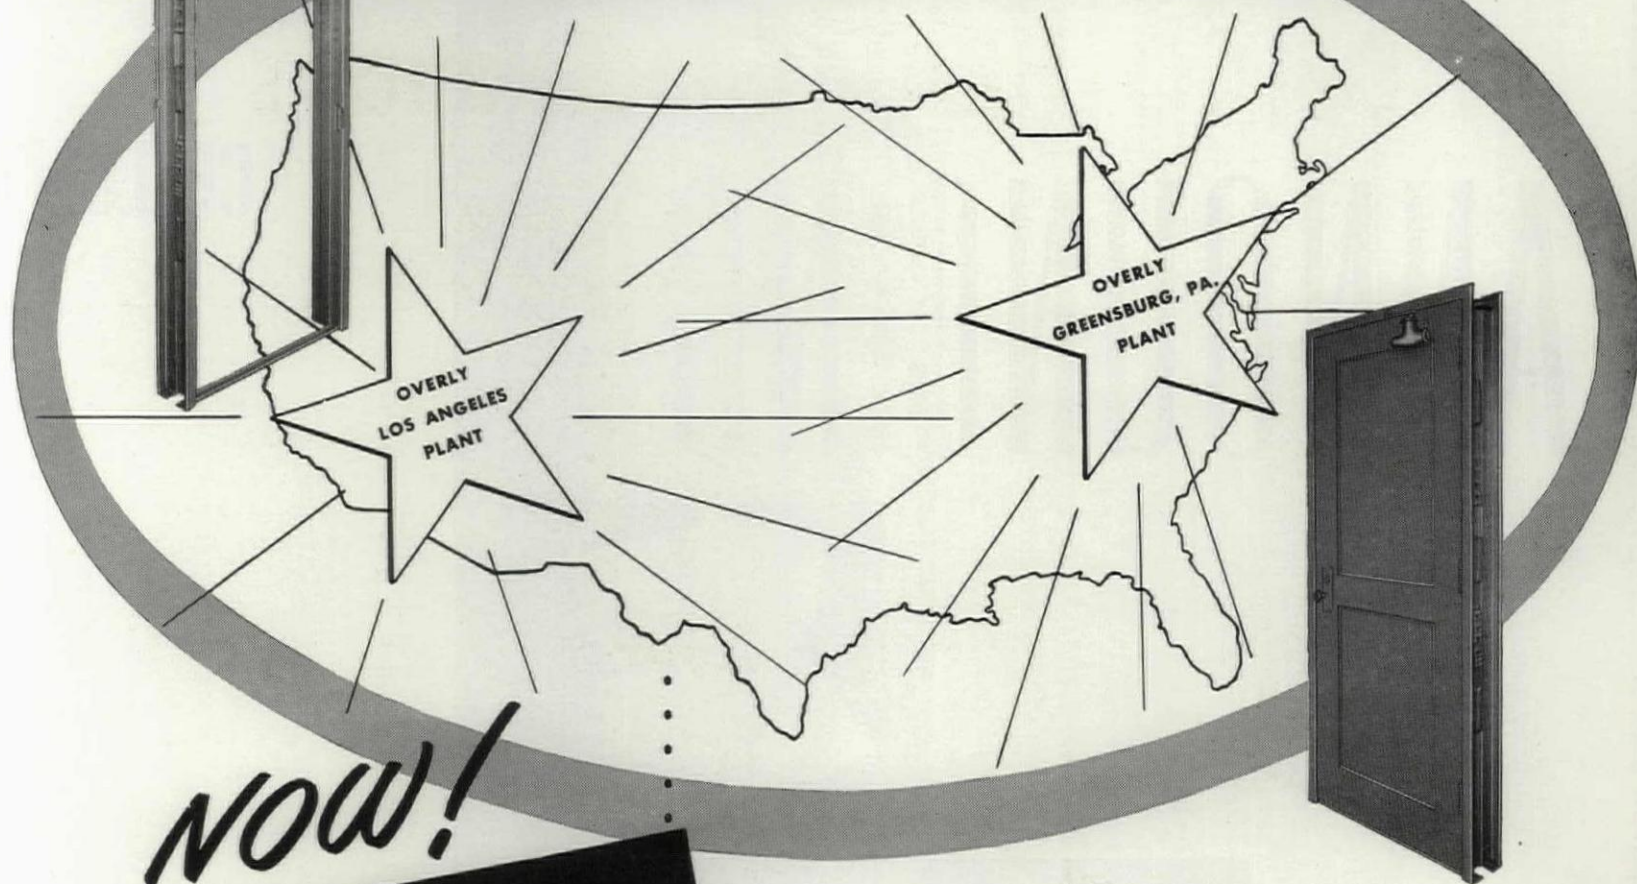 OVERLY
LOS ANGELES
PLANT
OVERLY
GREENSBURG, PA.
PLANT
NOW!